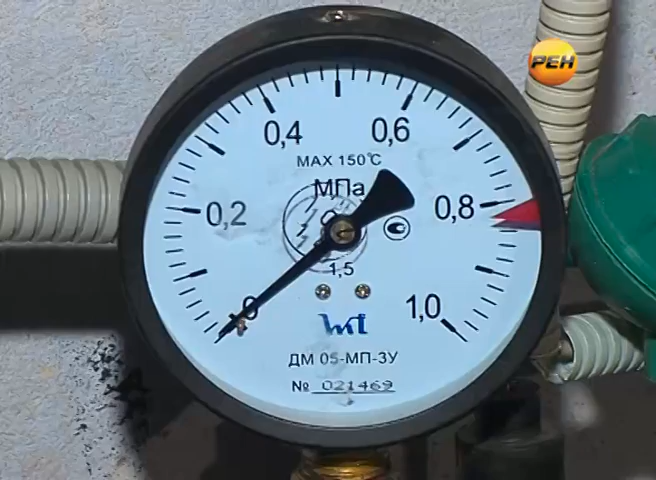 РЕН
0,4 0,6
MAX 150°C
МПа
0,2 0,8
1,5
0 1,0
ДМ 05-МП-3У
№ 021469